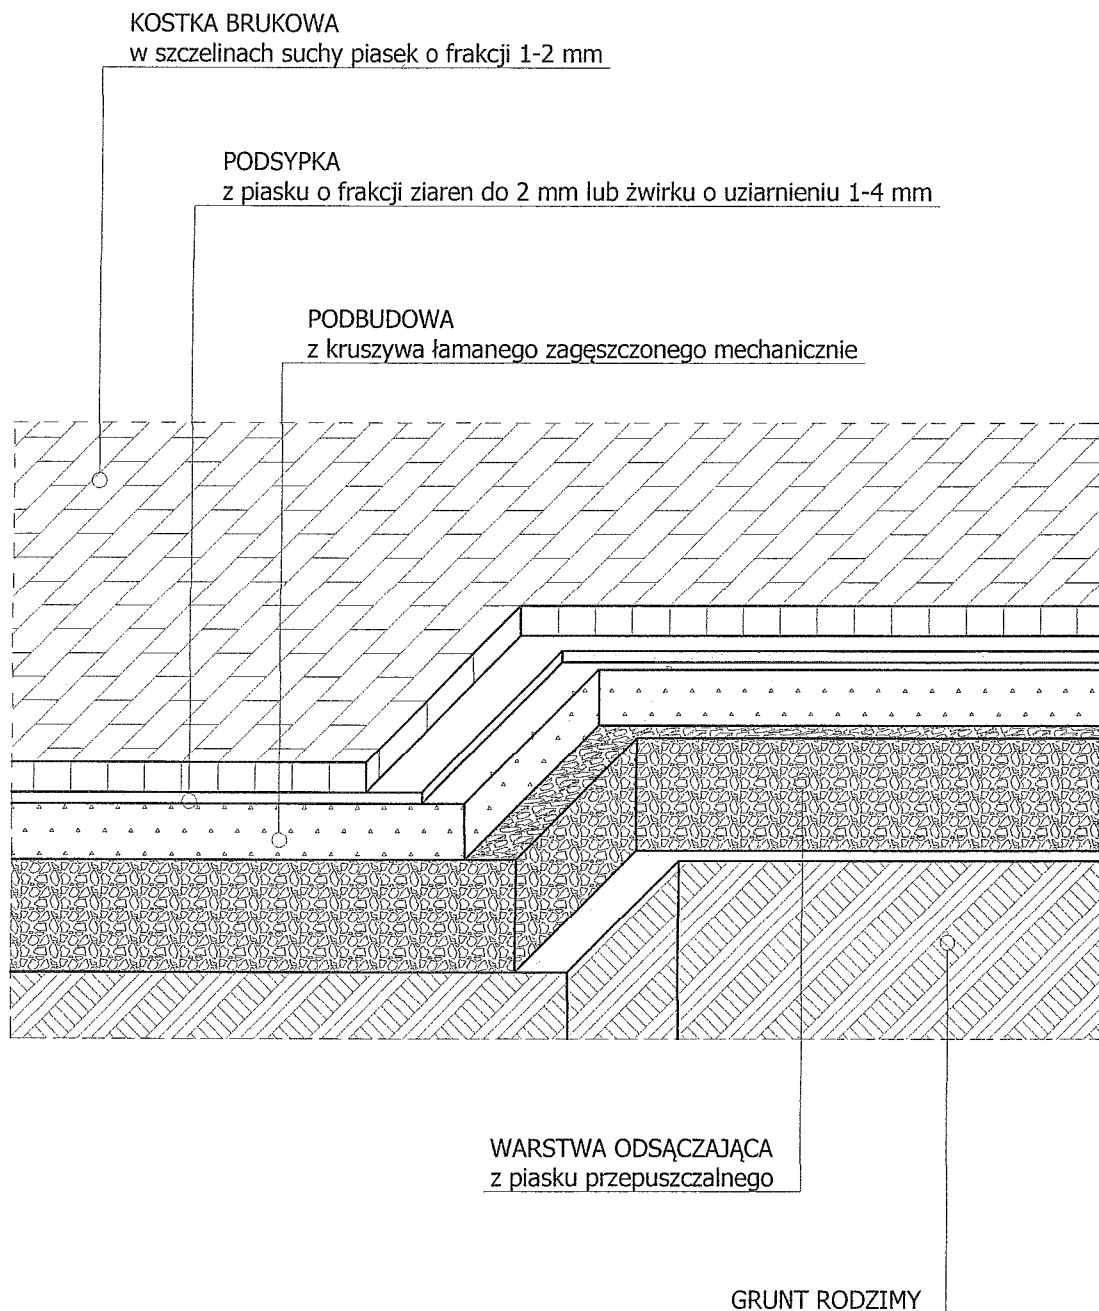 KOSTKA BRUKOWA
w szczelinach suchy piasek o frakcji 1-2 mm
PODSYPKA
z piasku o frakcji ziaren do 2 mm lub żwirku o uziarnieniu 1-4 mm
PODBUDOWA
z kruszywa łamanego zagęszczonego mechanicznie
WARSTWA ODSĄCZAJĄCA
z piasku przepuszczalnego
GRUNT RODZIMY